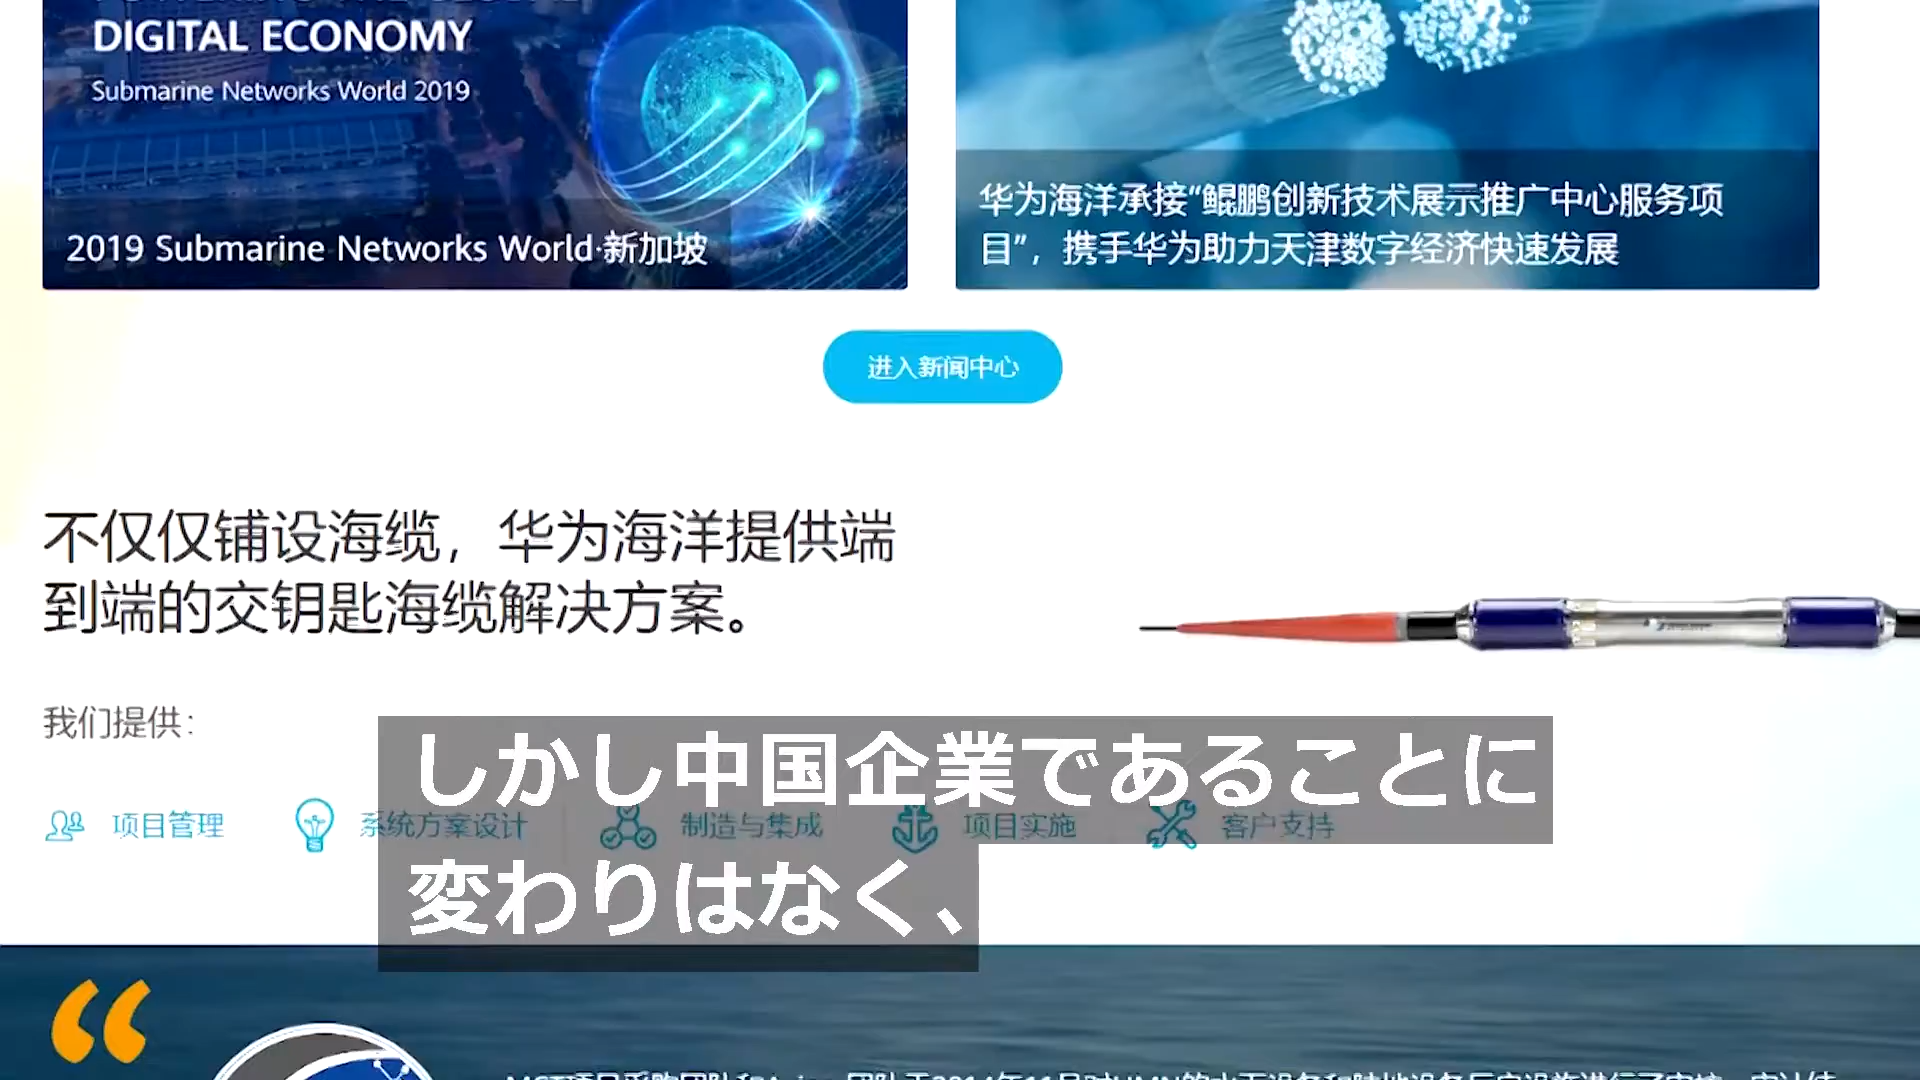 DIGITAL ECONOMY
Submarine Networks World 2019
2019 Submarine Networks World·新加坡
华为海洋承接“鲲鹏创新技术展示推广中心服务项
目”，携手华为助力天津数字经济快速发展
进入新闻中心
不仅仅铺设海缆，华为海洋提供端
到端的交钥匙海缆解决方案。
我们提供：
项目管理
系统方案设计
制造与集成
项目实施
客户支持
しかし中国企業であることに
変わりはなく、